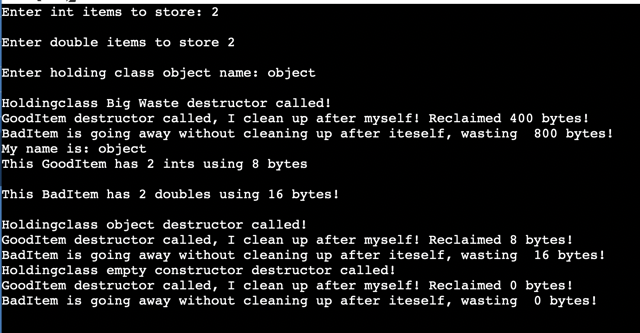 Enter int items to store: 2
Enter double items to store 2
Enter holding class object name: object
Holdingclass Big Waste destructor called!
GoodItem destructor called, I clean up after myself! Reclaimed 400 bytes!
BadItem is going away without cleaning up after iteself, wasting  800 bytes!
My name is: object
This GoodItem has 2 ints using 8 bytes
This BadItem has 2 doubles using 16 bytes!
Holdingclass object destructor called!
GoodItem destructor called, I clean up after myself! Reclaimed 8 bytes!
BadItem is going away without cleaning up after iteself, wasting  16 bytes!
Holdingclass empty constructor destructor called!
GoodItem destructor called, I clean up after myself! Reclaimed 0 bytes!
BadItem is going away without cleaning up after iteself, wasting  0 bytes!